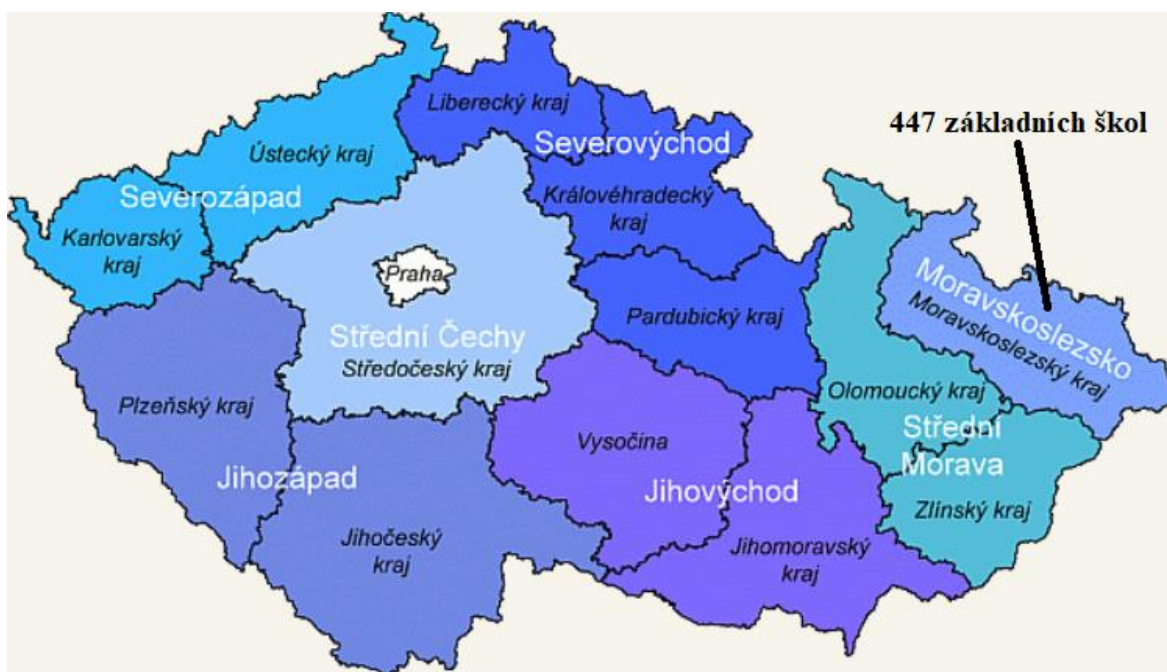 Liberecký kraj
447 základních škol
Severovýchod
Ústecký kraj
Severozápad
Královéhradecký
kraj
Karlovarský
kraj
Praha
Moravskoslezsko
Moravskoslezský kraj
Pardubický kraj
Střední Čechy
Středočeský kraj
Olomoucký kraj
Plzeňský kraj
Vysočina
Střední
Morava
Jihozápad
Jihovýchod
Zlínský kraj
Jihočeský
kraj
Jihomoravský
kraj